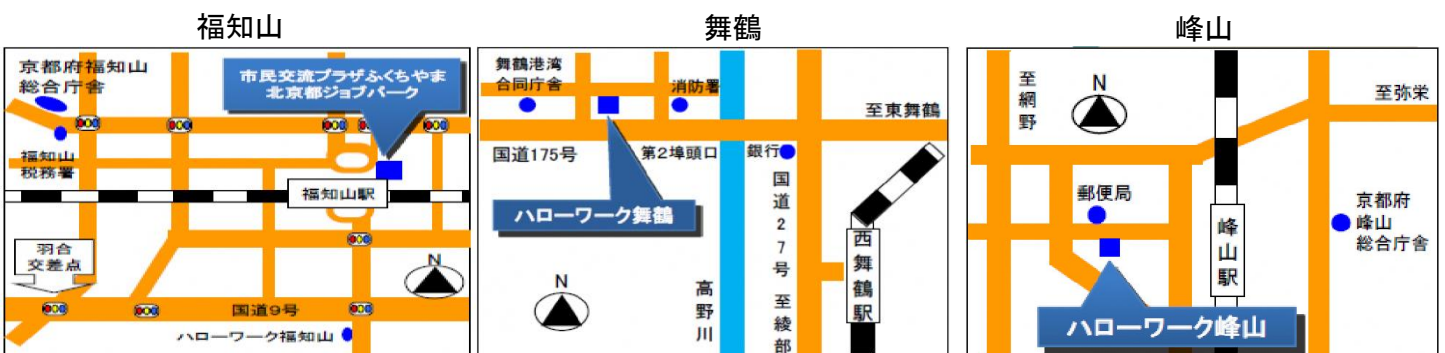 福知山
京都府福知山
総合庁舎
市民交流プラザふくちやま
北京都ジョブパーク
福知山
税務署
福知山駅
羽合
交差点
N
国道9号
ハローワーク福知山
舞鶴
舞鶴港湾
合同庁舎
消防署
至東舞鶴
国道175号
第2埠頭口
銀行
ハローワーク舞鶴
国道27号
至綾部
西舞鶴駅
N
高野川
峰山
至網野
N
至弥栄
郵便局
峰山駅
京都府
峰山
総合庁舎
ハローワーク峰山